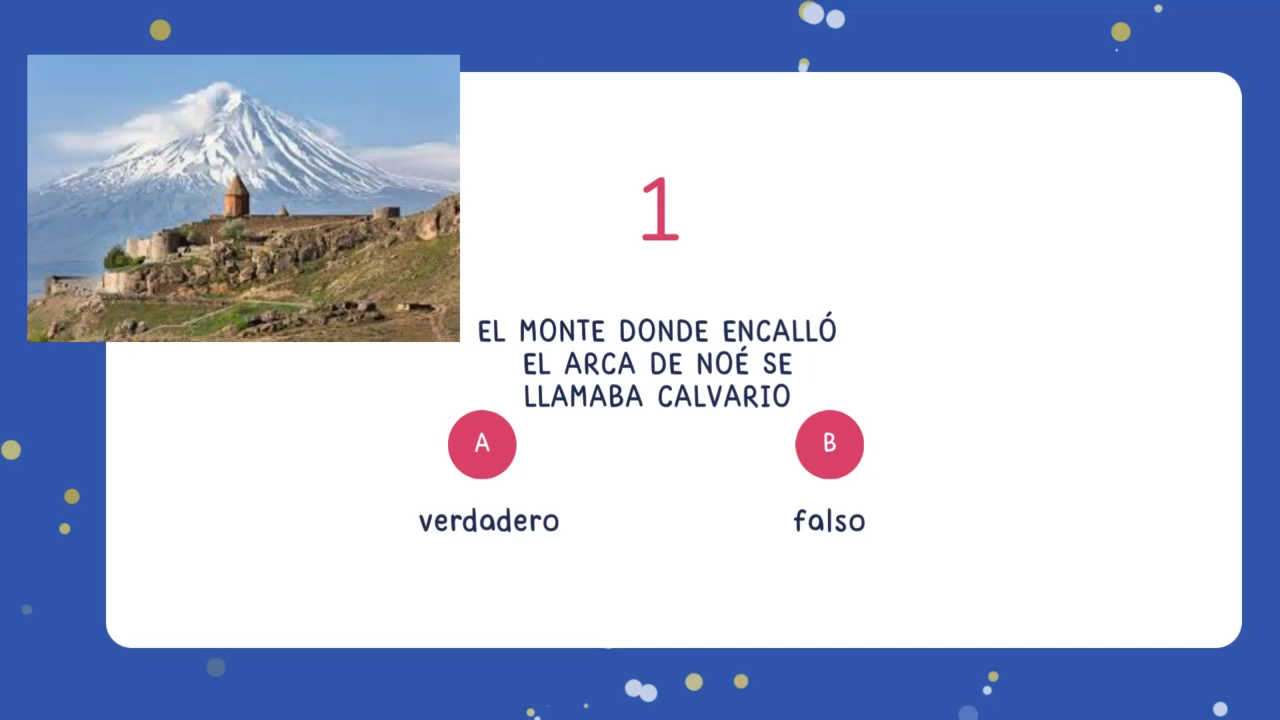 1
EL MONTE DONDE ENCALLÓ
EL ARCA DE NOÉ SE
LLAMABA CALVARIO
A
B
verdadero
falso